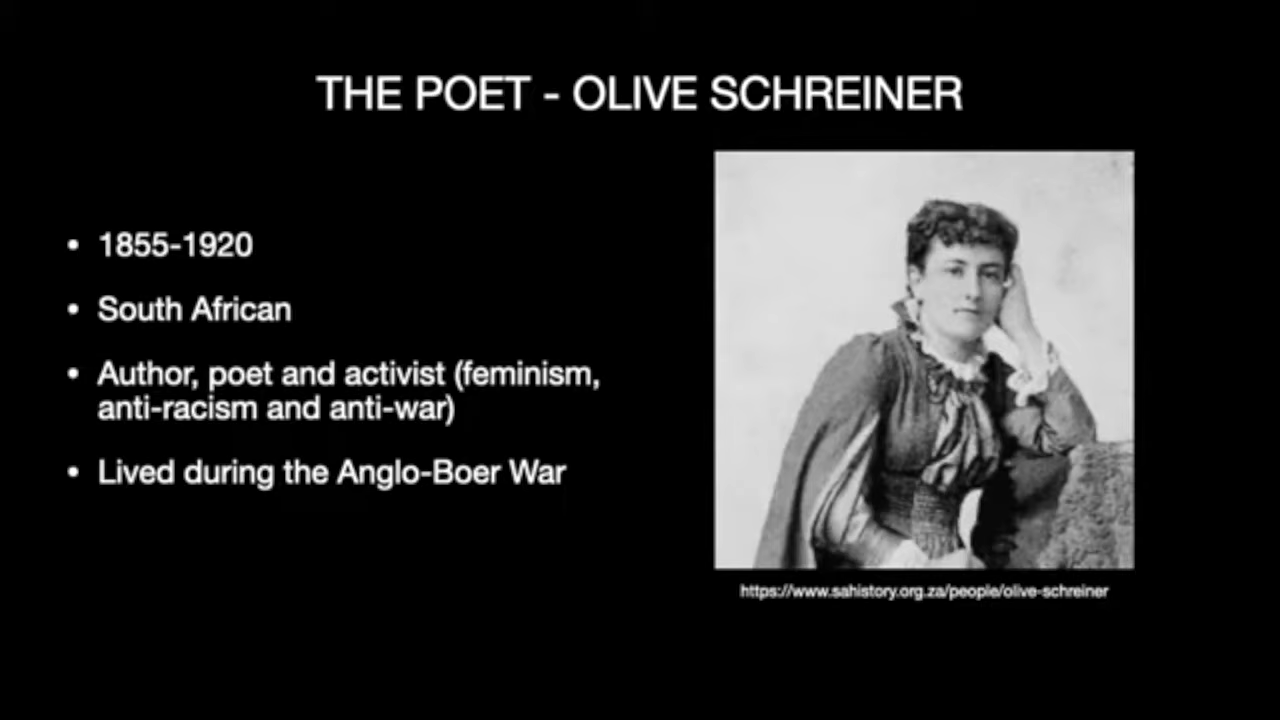 THE POET - OLIVE SCHREINER
• 1855-1920
• South African
• Author, poet and activist (feminism,
anti-racism and anti-war)
• Lived during the Anglo-Boer War
https://www.sahistory.org.za/people/olive-schreiner